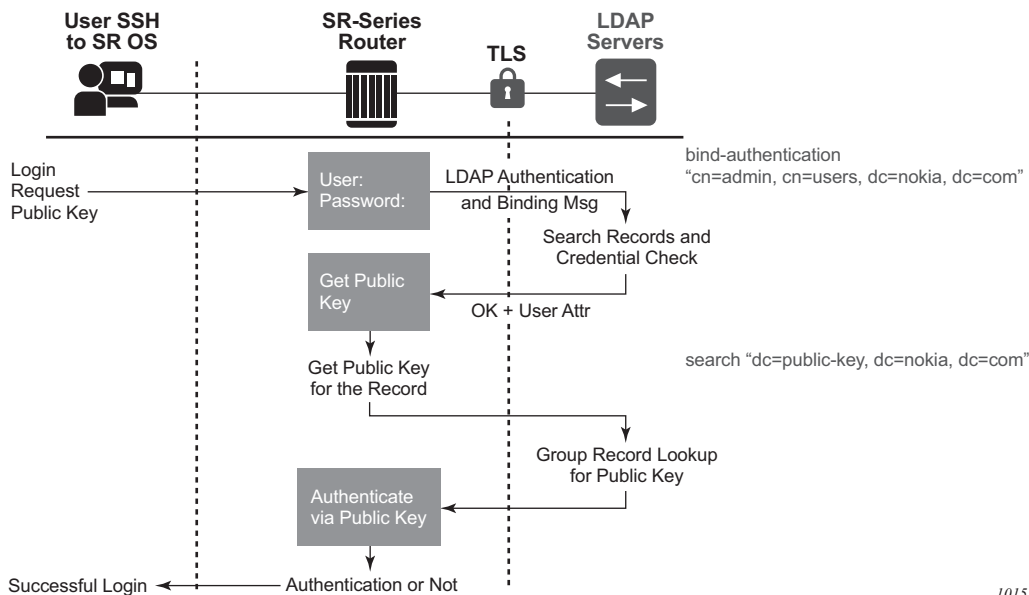 User SSH
to SR OS
SR-Series
Router
TLS
LDAP
Servers
Login
Request
Public Key
User:
Password:
LDAP Authentication
and Binding Msg
bind-authentication
“cn=admin, cn=users, dc=nokia, dc=com”
Search Records and
Credential Check
Get Public
Key
OK + User Attr
Get Public Key
for the Record
search “dc=public-key, dc=nokia, dc=com”
Group Record Lookup
for Public Key
Authenticate
via Public Key
Successful Login
Authentication or Not
1015